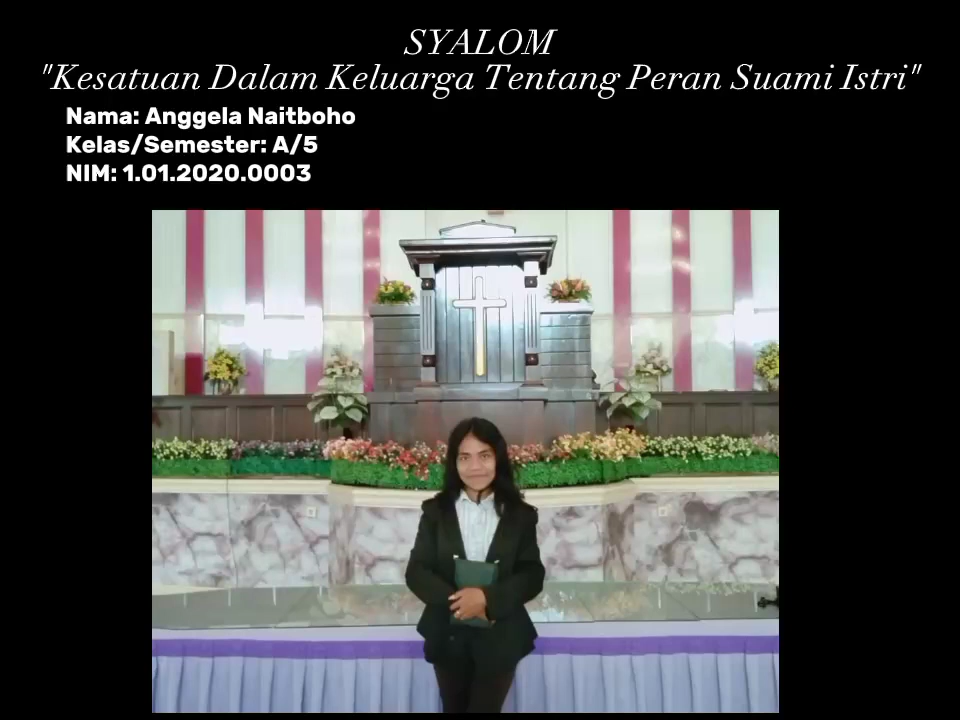 SYALOM
"Kesatuan Dalam Keluarga Tentang Peran Suami Istri"
Nama: Anggela Naitboho
Kelas/Semester: A/5
NIM: 1.01.2020.0003